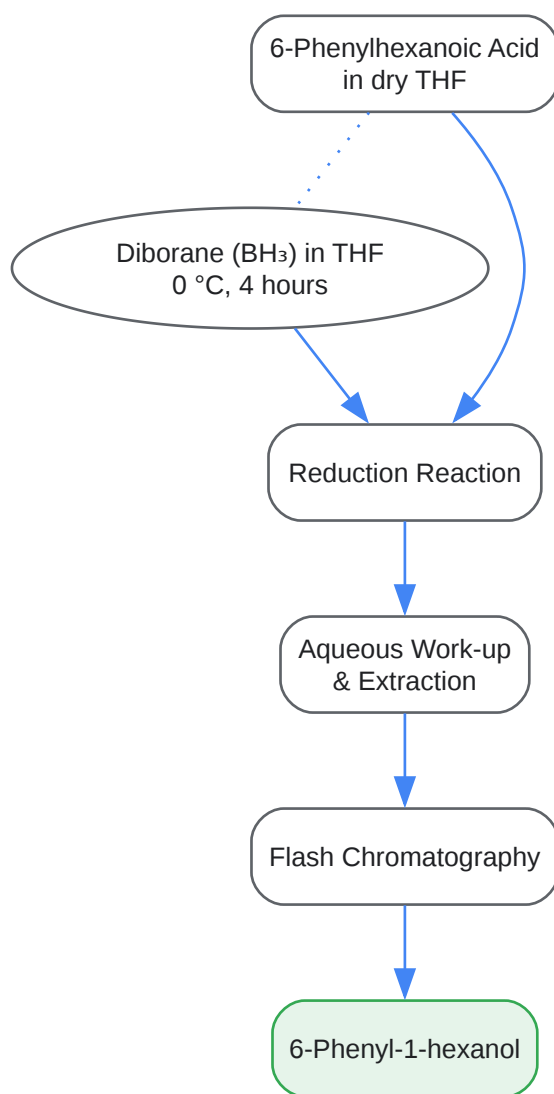 6-Phenylhexanoic Acid
in dry THF
Diborane (BH₃) in THF
0 °C, 4 hours
Reduction Reaction
Aqueous Work-up
& Extraction
Flash Chromatography
6-Phenyl-1-hexanol